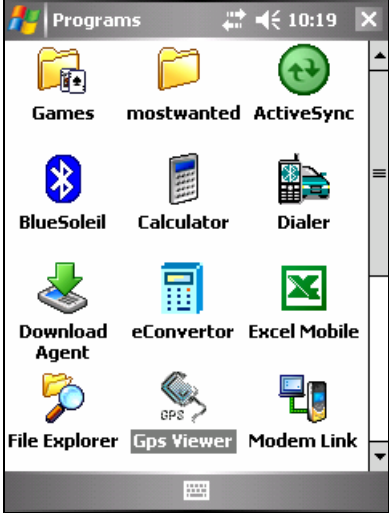 Programs 10:19
Games mostwanted ActiveSync
BlueSoleil Calculator Dialer
Download Agent eConvertor Excel Mobile
GPS
File Explorer Gps Viewer Modem Link